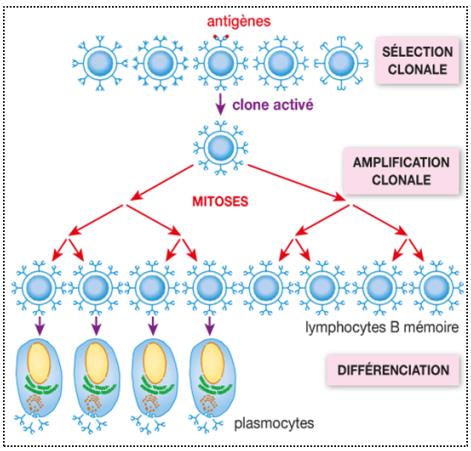 antigènes
SÉLECTION
CLONALE
clone activé
AMPLIFICATION
CLONALE
MITOSES
lymphocytes B mémoire
DIFFÉRENCIATION
plasmocytes